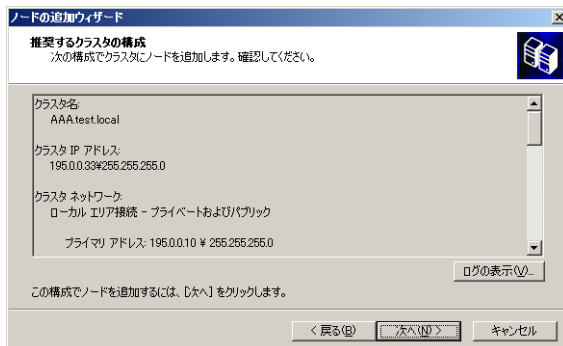 ノードの追加ウィザード
推奨するクラスタの構成
次の構成でクラスタにノードを追加します。確認してください。
クラスタ名:
AAA.test.local
クラスタ IP アドレス:
195.0.0.33¥255.255.255.0
クラスタ ネットワーク:
ローカル エリア接続 - プライベートおよびパブリック
プライマリ アドレス: 195.0.0.10 ¥ 255.255.255.0
ログの表示(V)...
この構成でノードを追加するには、[次へ] をクリックします。
< 戻る(B)
次へ(N) >
キャンセル